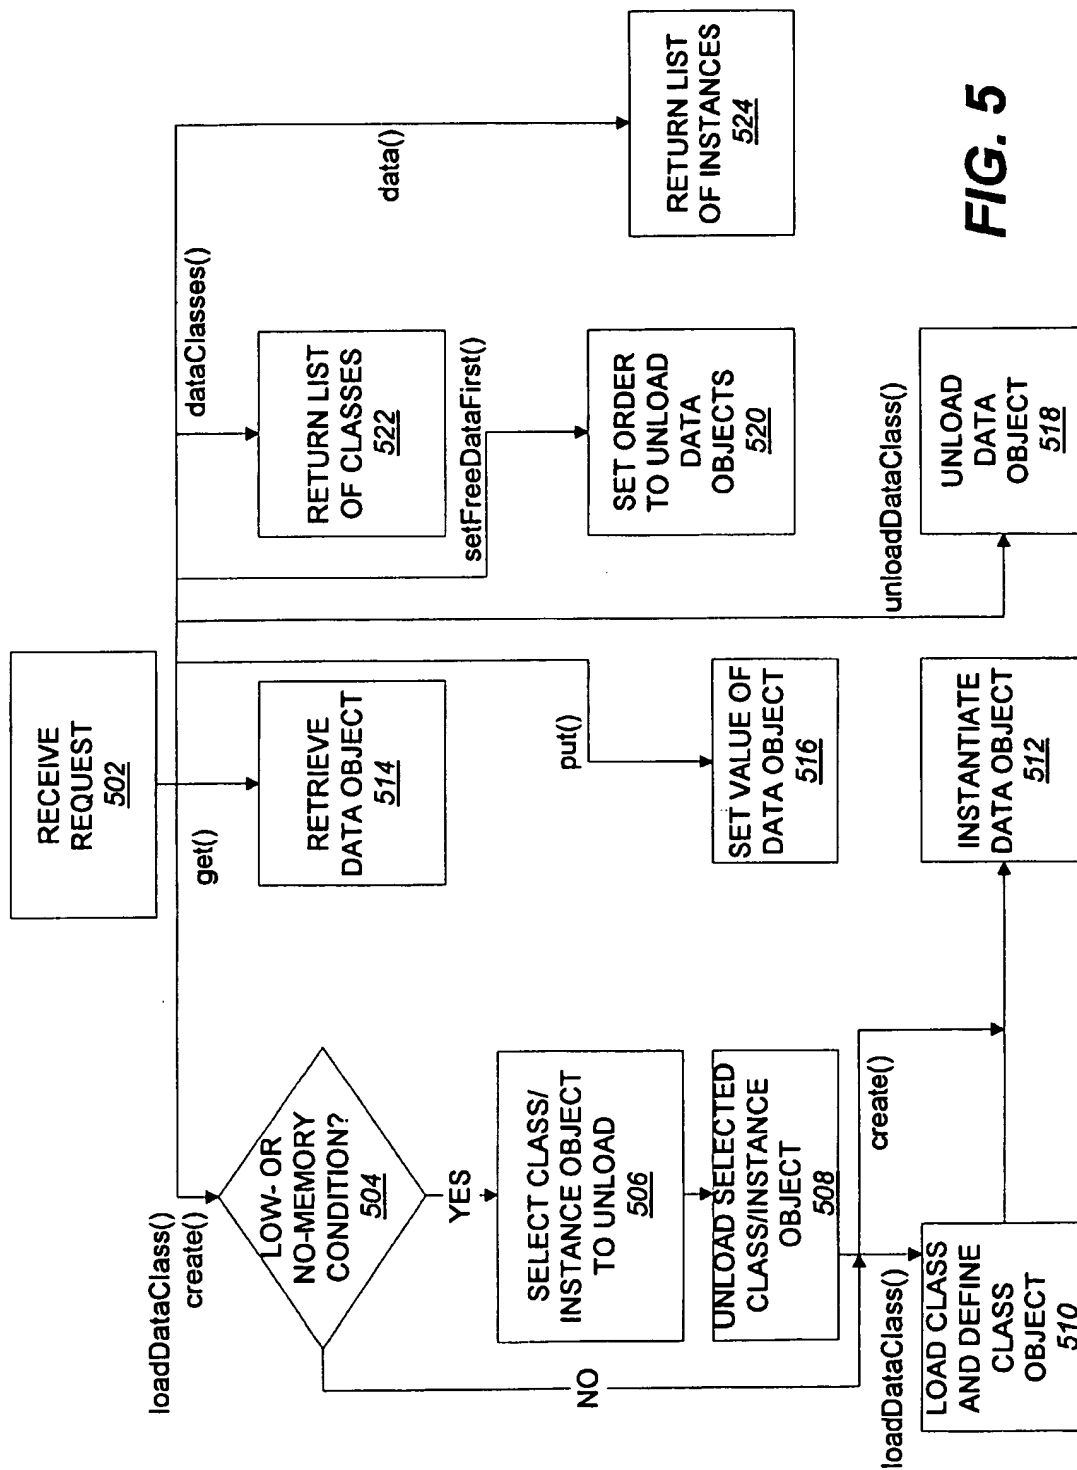 RECEIVE
REQUEST
502
loadDataClass()
create()
get()
put()
unloadDataClass()
setFreeDataFirst()
dataClasses()
data()
LOW- OR
NO-MEMORY
CONDITION?
504
YES
NO
SELECT CLASS/
INSTANCE OBJECT
TO UNLOAD
506
UNLOAD SELECTED
CLASS/INSTANCE
OBJECT
508
loadDataClass()
create()
LOAD CLASS
AND DEFINE
CLASS
OBJECT
510
INSTANTIATE
DATA OBJECT
512
RETRIEVE
DATA OBJECT
514
SET VALUE OF
DATA OBJECT
516
UNLOAD
DATA
OBJECT
518
SET ORDER
TO UNLOAD
DATA
OBJECTS
520
RETURN LIST
OF CLASSES
522
RETURN LIST
OF INSTANCES
524
FIG. 5